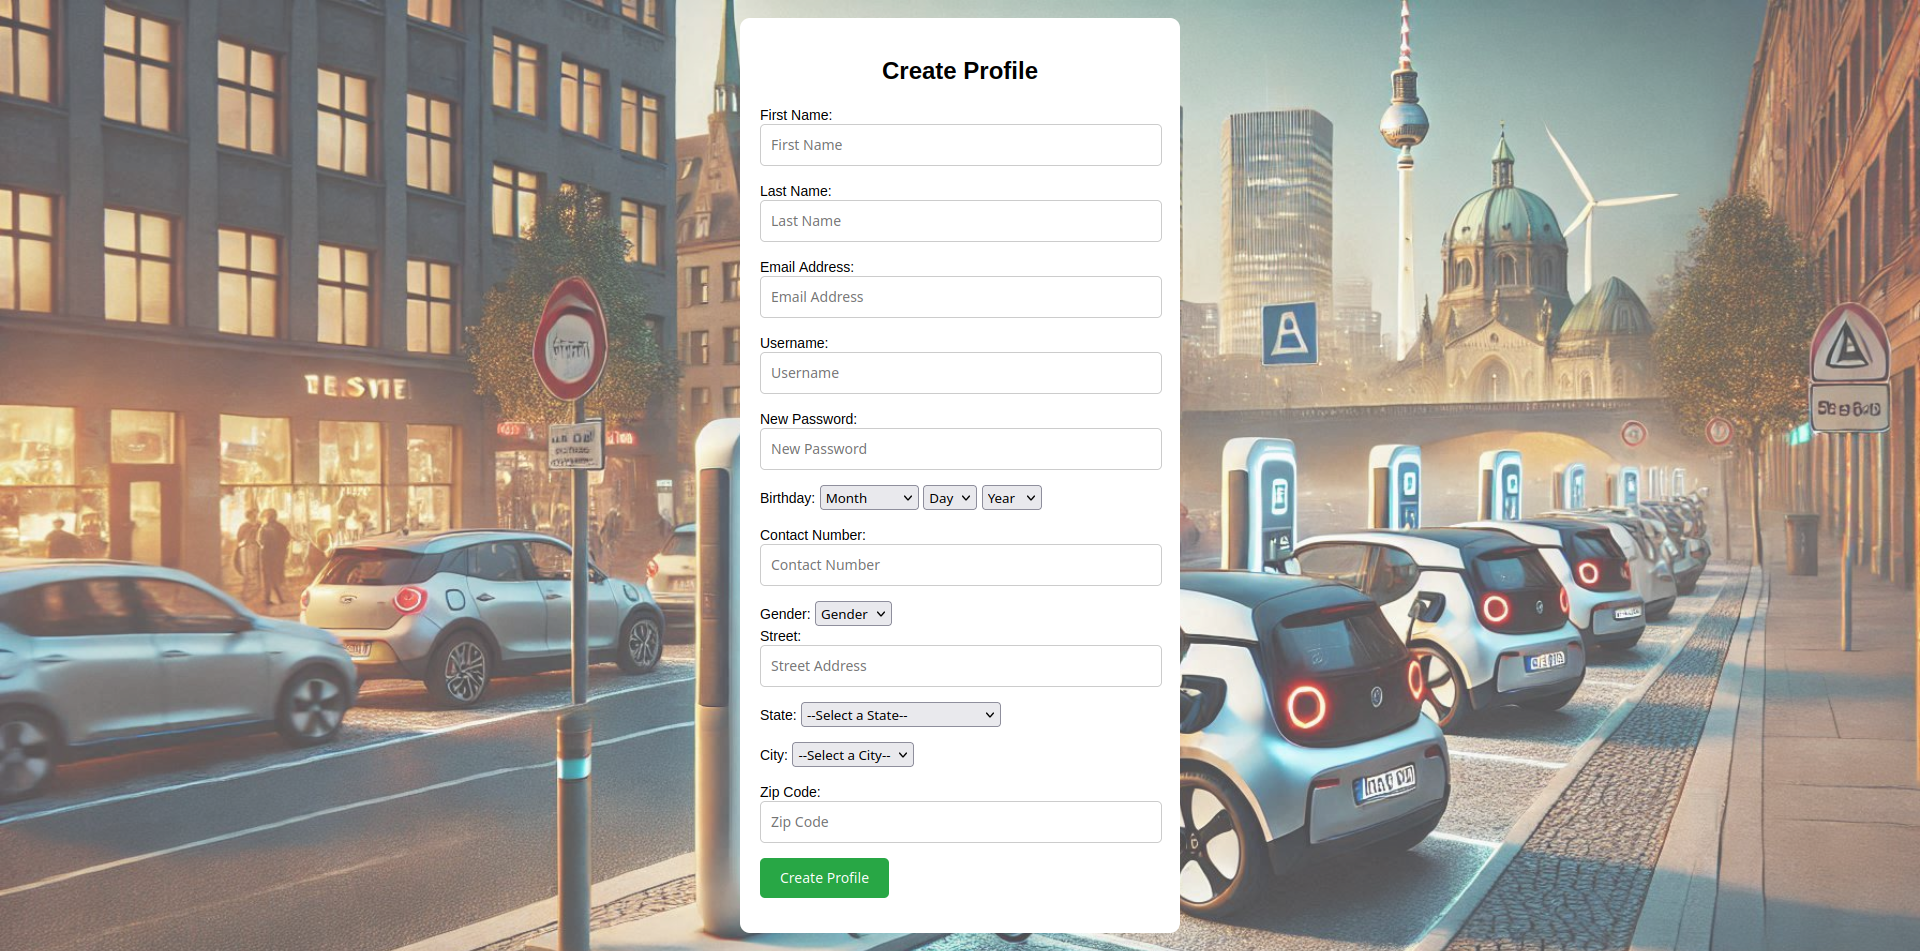 Create Profile
First Name:
First Name
Last Name:
Last Name
Email Address:
Email Address
Username:
Username
New Password:
New Password
Birthday: Month Day Year
Contact Number:
Contact Number
Gender: Gender
Street:
Street Address
State: --Select a State--
City: --Select a City--
Zip Code:
Zip Code
Create Profile